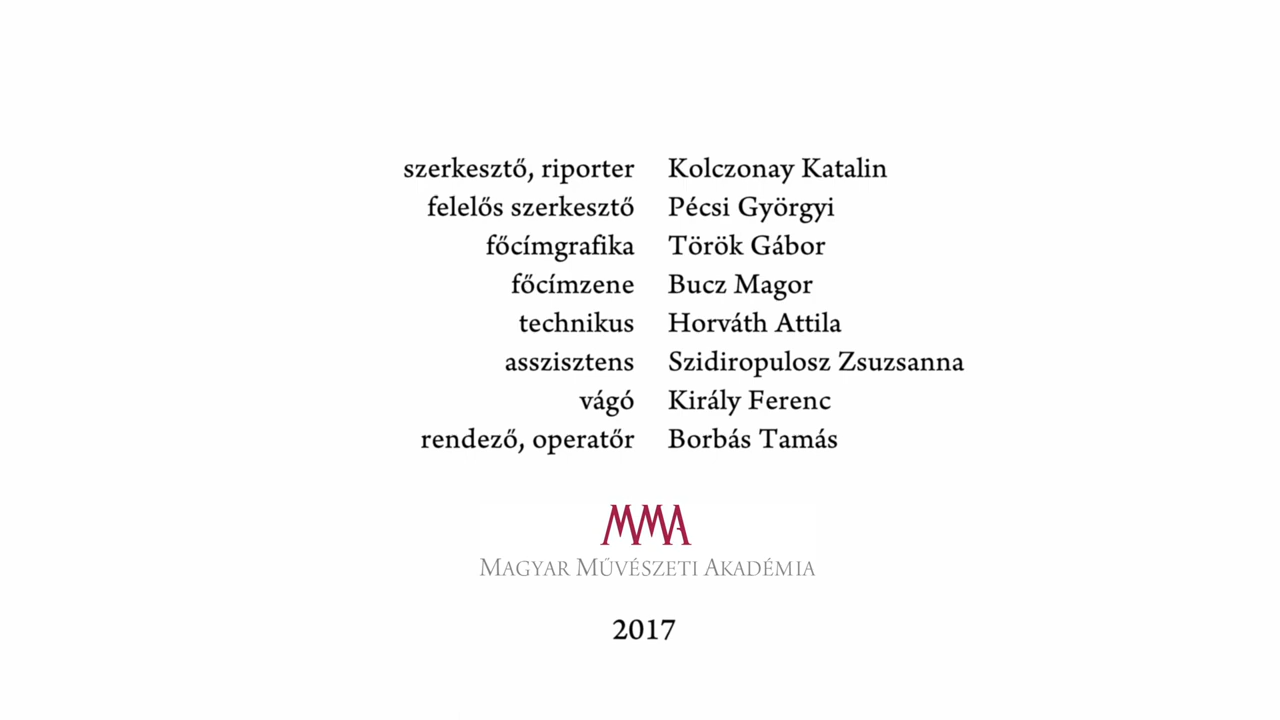 szerkesztő, riporter Kolczonay Katalin
felelős szerkesztő Pécsi Györgyi
főcímgrafika Török Gábor
főcímzene Bucz Magor
technikus Horváth Attila
asszisztens Szidiropulosz Zsuzsanna
vágó Király Ferenc
rendező, operatőr Borbás Tamás
MMA
MAGYAR MŰVÉSZETI AKADÉMIA
2017